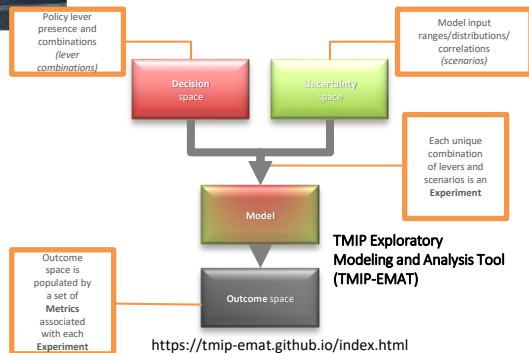 Policy lever
presence and
combinations
(lever
combinations)
Model input
ranges/distributions/
correlations
(scenarios)
Decision
space
Uncertainty
space
Each unique
combination
of levers and
scenarios is an
Experiment
Model
TMIP Exploratory
Modeling and Analysis Tool
(TMIP-EMAT)
Outcome
space is
populated by
a set of
Metrics
associated
with each
Experiment
Outcome space
https://tmip-emat.github.io/index.html